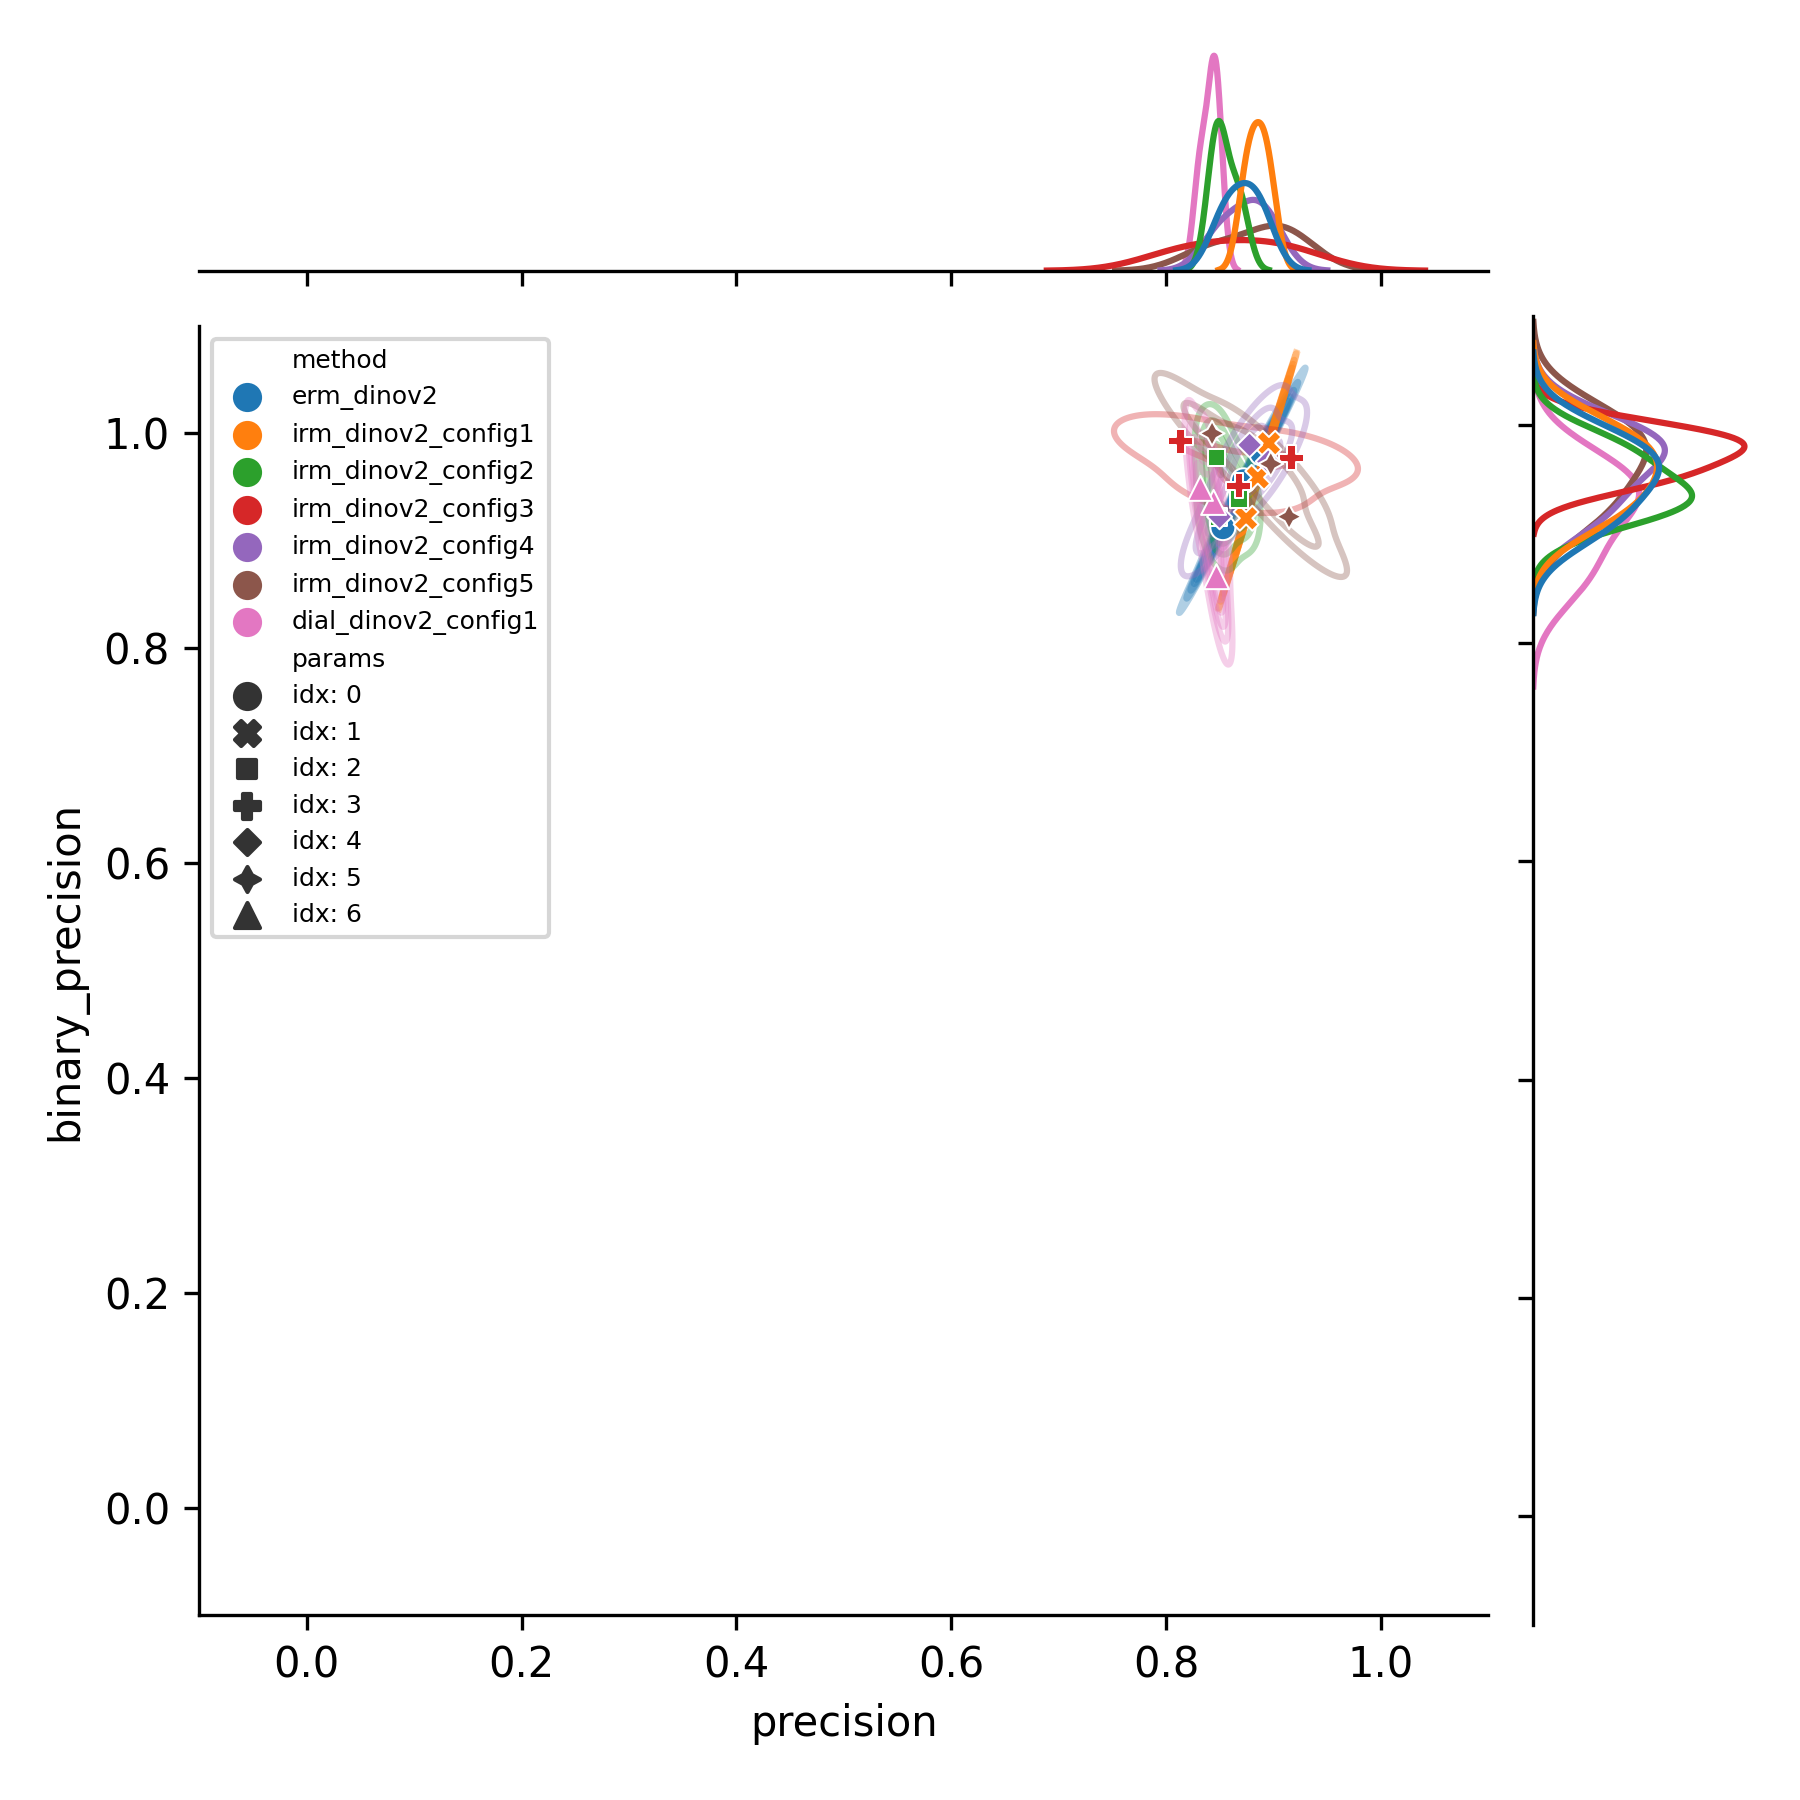 method
erm_dinov2
irm_dinov2_config1
irm_dinov2_config2
irm_dinov2_config3
irm_dinov2_config4
irm_dinov2_config5
dial_dinov2_config1
params
idx: 0
idx: 1
idx: 2
idx: 3
idx: 4
idx: 5
idx: 6
binary_precision
1.0
0.8
0.6
0.4
0.2
0.0
0.0 0.2 0.4 0.6 0.8 1.0
precision